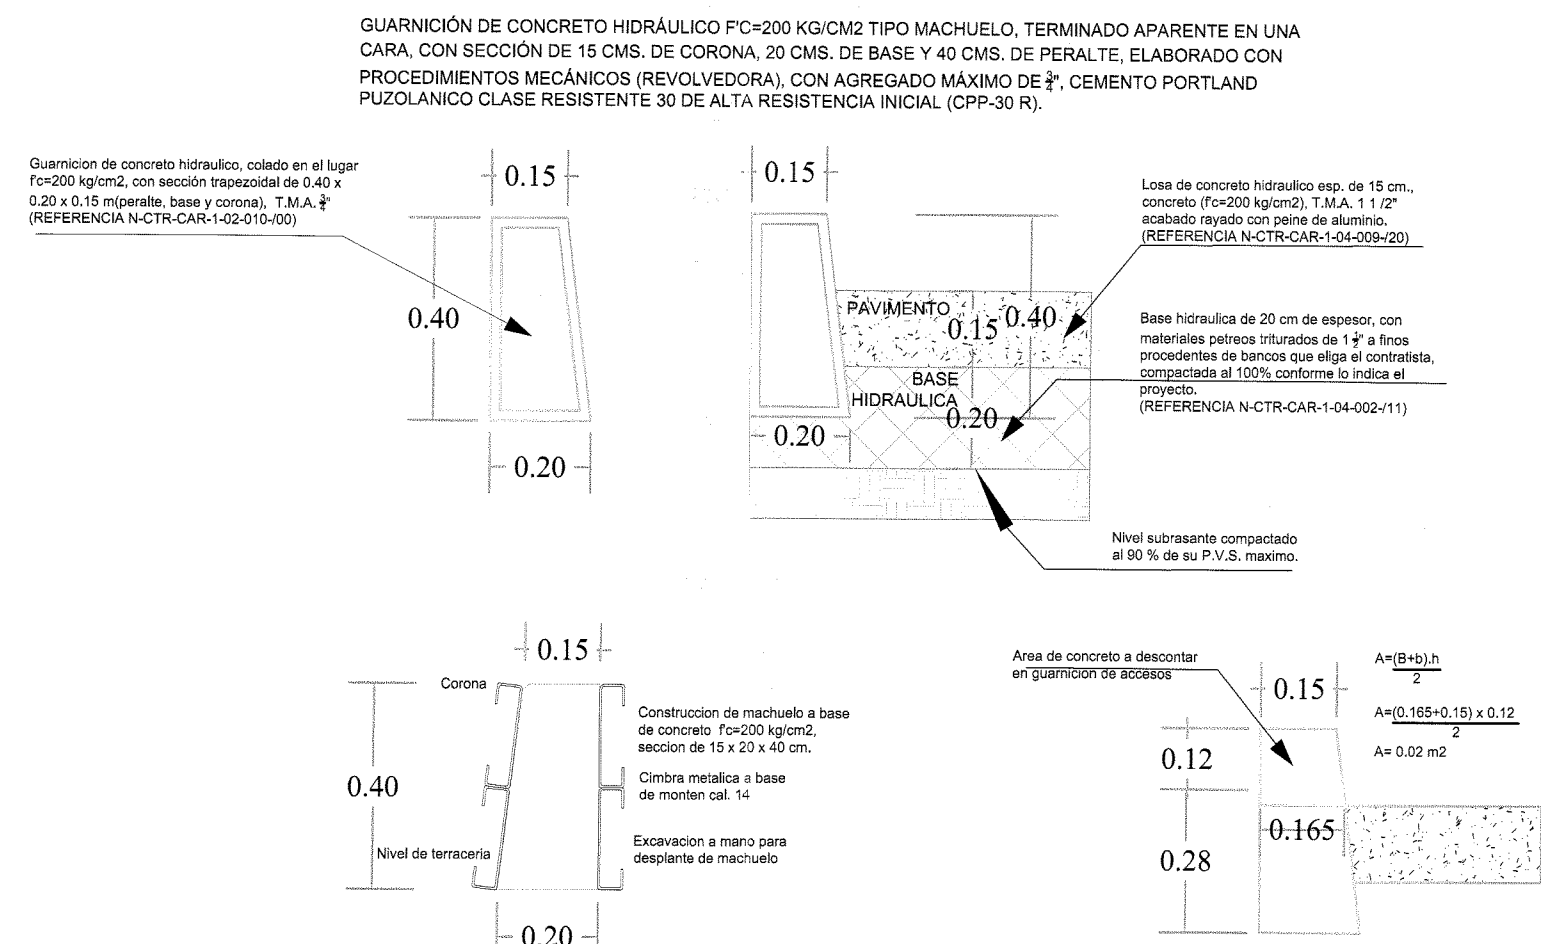 GUARNICIÓN DE CONCRETO HIDRÁULICO F'C=200 KG/CM2 TIPO MACHUELO, TERMINADO APARENTE EN UNA
CARA, CON SECCIÓN DE 15 CMS. DE CORONA, 20 CMS. DE BASE Y 40 CMS. DE PERALTE, ELABORADO CON
PROCEDIMIENTOS MECÁNICOS (REVOLVEDORA), CON AGREGADO MÁXIMO DE ¾", CEMENTO PORTLAND
PUZOLANICO CLASE RESISTENTE 30 DE ALTA RESISTENCIA INICIAL (CPP-30 R).
Guarnicion de concreto hidraulico, colado en el lugar
f'c=200 kg/cm2, con sección trapezoidal de 0.40 x
0.20 x 0.15 m(peralte, base y corona), T.M.A. ¾"
(REFERENCIA N-CTR-CAR-1-02-010-/00)
0.15
0.40
0.20
0.15
PAVIMENTO
0.15
0.40
BASE
HIDRAULICA
0.20
0.20
Losa de concreto hidraulico esp. de 15 cm.,
concreto (f'c=200 kg/cm2), T.M.A. 1 1 /2"
acabado rayado con peine de aluminio.
(REFERENCIA N-CTR-CAR-1-04-009-/20)
Base hidraulica de 20 cm de espesor, con
materiales petreos triturados de 1 ½" a finos
procedentes de bancos que eliga el contratista,
compactada al 100% conforme lo indica el
proyecto.
(REFERENCIA N-CTR-CAR-1-04-002-/11)
Nivel subrasante compactado
al 90 % de su P.V.S. maximo.
0.15
Corona
0.40
Nivel de terraceria
0.20
Construccion de machuelo a base
de concreto f'c=200 kg/cm2,
seccion de 15 x 20 x 40 cm.
Cimbra metalica a base
de monten cal. 14
Excavacion a mano para
desplante de machuelo
Area de concreto a descontar
en guarnicion de accesos
0.15
0.12
0.165
0.28
A=(B+b).h
2
A=(0.165+0.15) x 0.12
2
A= 0.02 m2